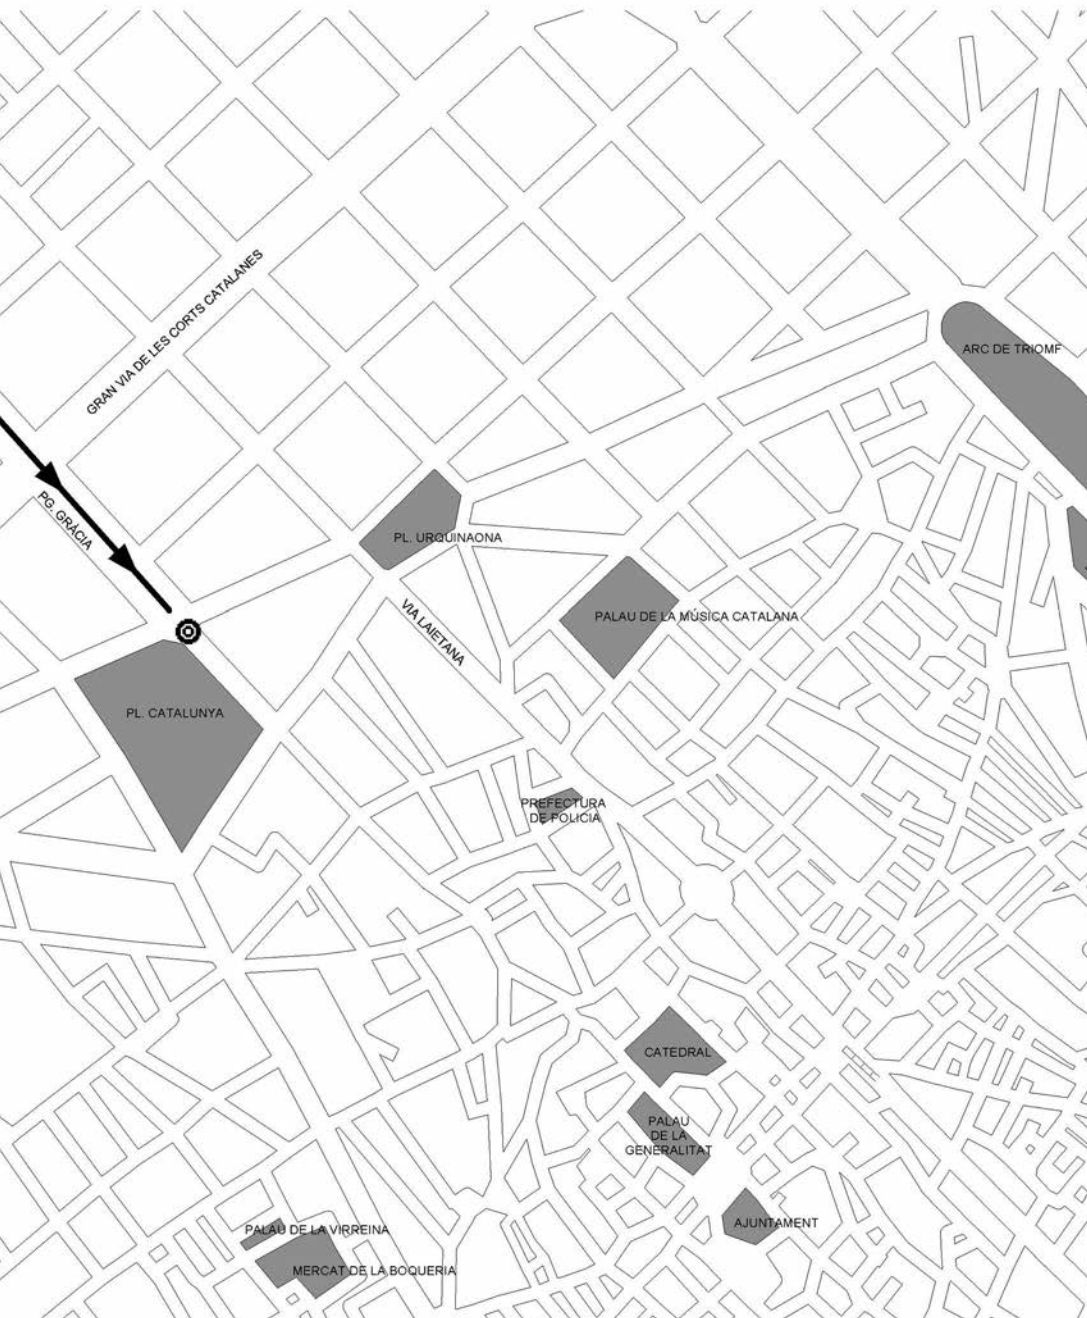 GRAN VIA DE LES CORTS CATALANES
ARC DE TRIOMF
PG. GRÀCIA
PL. URQUINAONA
VIA LAIETANA
PALAU DE LA MÚSICA CATALANA
PL. CATALUNYA
PREFECTURA
DE POLICIA
CATEDRAL
PALAU
DE LA
GENERALITAT
AJUNTAMENT
PALAU DE LA VIRREINA
MERCAT DE LA BOQUERIA